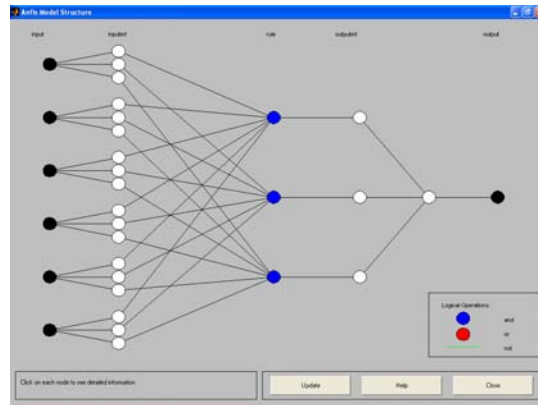 Anfis Model Structure
input inputmf rule outputmf output
Logical Operations
and
or
not
Click on each node to see detailed information.
Update Help Close